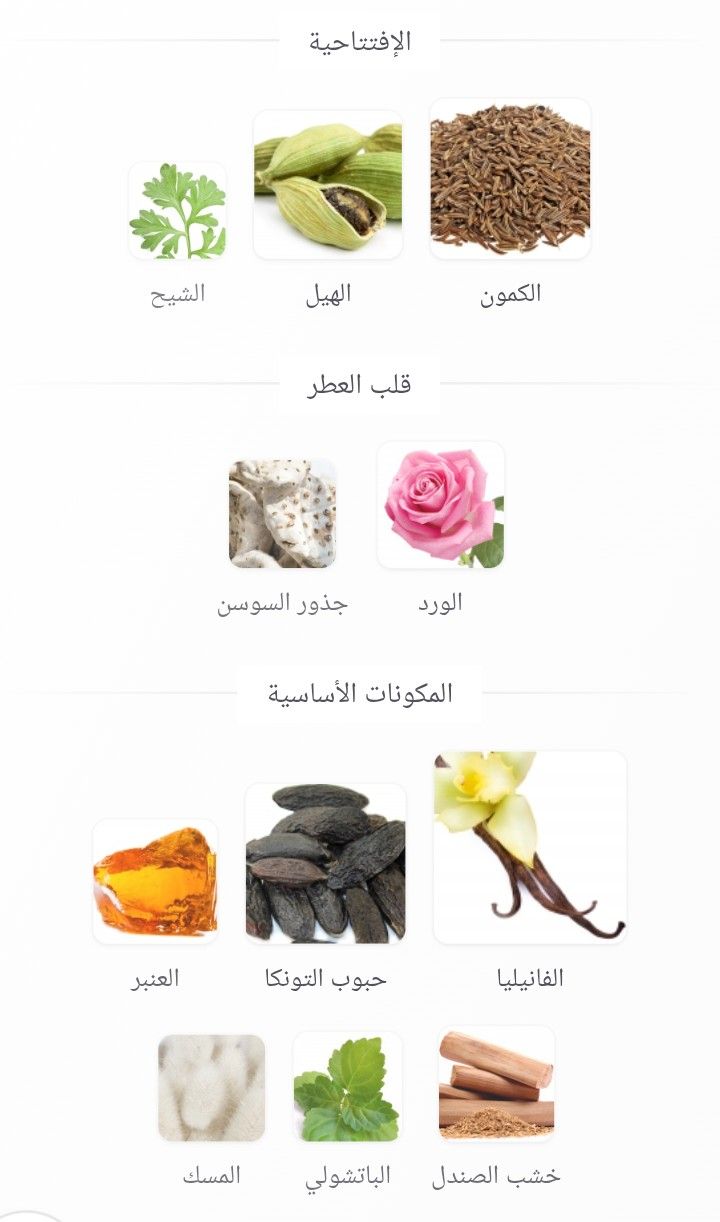 الإفتتاحية
الكمون
الهيل
الشيح
قلب العطر
الورد
جذور السوسن
المكونات الأساسية
الفانيليا
حبوب التونكا
العنبر
خشب الصندل
الباتشولي
المسك